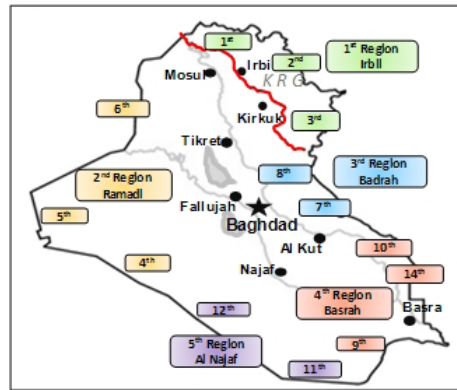 1st
2nd
1st Region
Irbil
Irbi
KRG
Mosul
Kirkuk
3rd
6th
Tikret
8th
3rd Region
Badrah
2nd Region
Ramadi
Fallujah
7th
5th
Baghdad
Al Kut
10th
4th
Najaf
14th
4th Region
Basrah
12th
Basra
5th Region
Al Najaf
9th
11th